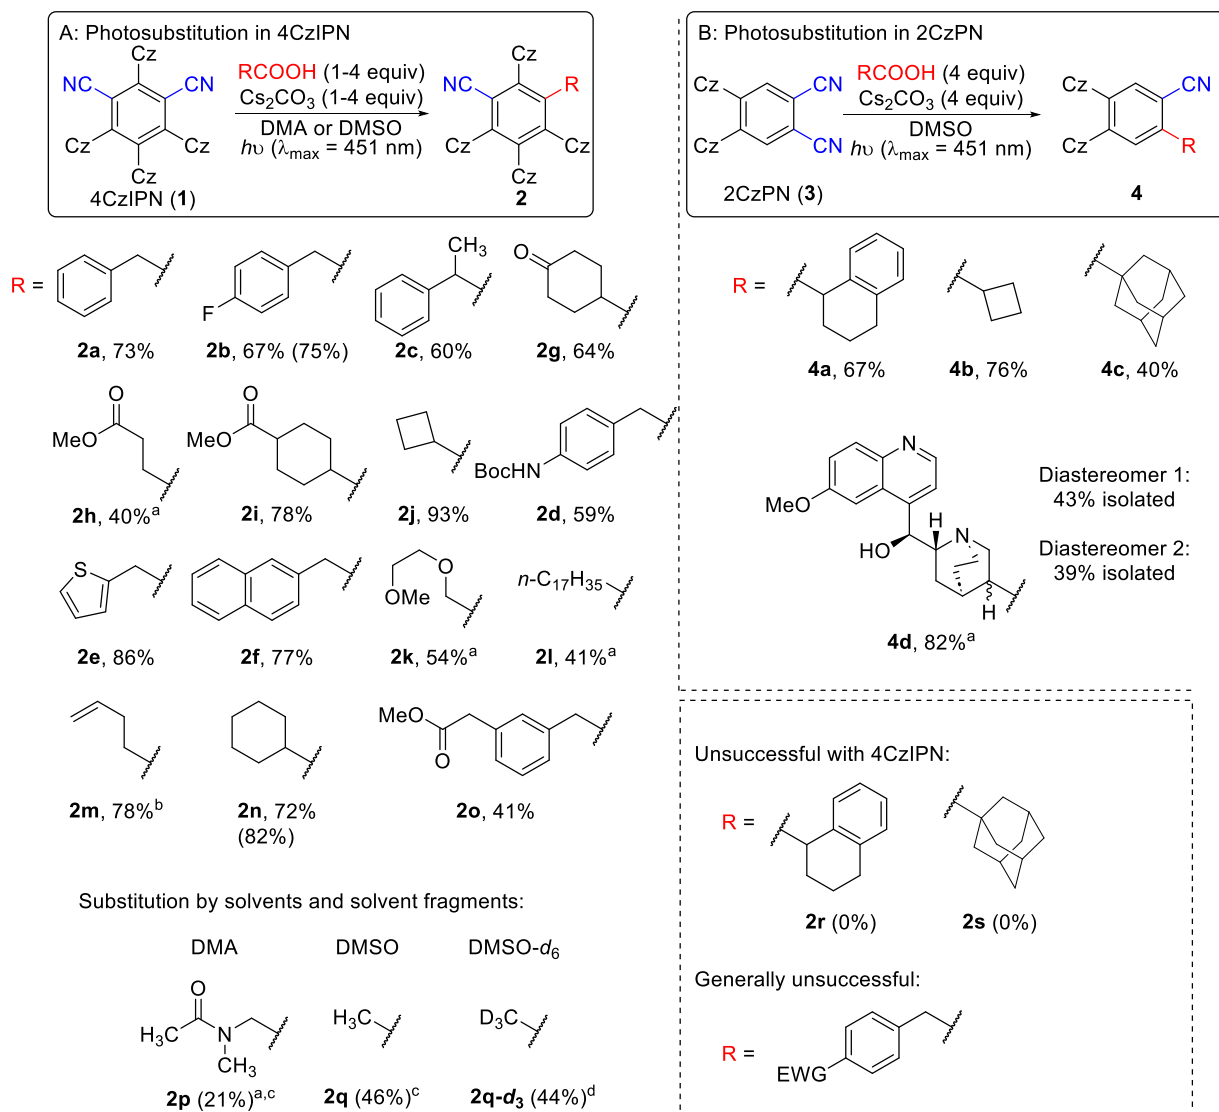 A: Photosubstitution in 4CzIPN
Cz
NC
CN
Cz
Cz
Cz
4CzIPN (1)
RCOOH (1-4 equiv)
Cs2CO3 (1-4 equiv)
DMA or DMSO
hυ (λmax = 451 nm)
Cz
NC
R
Cz
Cz
Cz
2
B: Photosubstitution in 2CzPN
Cz
CN
Cz
CN
2CzPN (3)
RCOOH (4 equiv)
Cs2CO3 (4 equiv)
DMSO
hυ (λmax = 451 nm)
Cz
CN
Cz
R
4
R =
F
CH3
O
2a, 73%
2b, 67% (75%)
2c, 60%
2g, 64%
O
MeO
O
MeO
BocHN
2h, 40%a
2i, 78%
2j, 93%
2d, 59%
S
O
OMe
n-C17H35
2e, 86%
2f, 77%
2k, 54%a
2l, 41%a
MeO
O
2m, 78%b
2n, 72%
(82%)
2o, 41%
Substitution by solvents and solvent fragments:
DMA
DMSO
DMSO-d6
O
H3C
N
CH3
H3C
D3C
2p (21%)a,c
2q (46%)c
2q-d3 (44%)d
R =
4a, 67%
4b, 76%
4c, 40%
N
MeO
H
N
HO
H
4d, 82%a
Diastereomer 1:
43% isolated
Diastereomer 2:
39% isolated
Unsuccessful with 4CzIPN:
R =
2r (0%)
2s (0%)
Generally unsuccessful:
R =
EWG